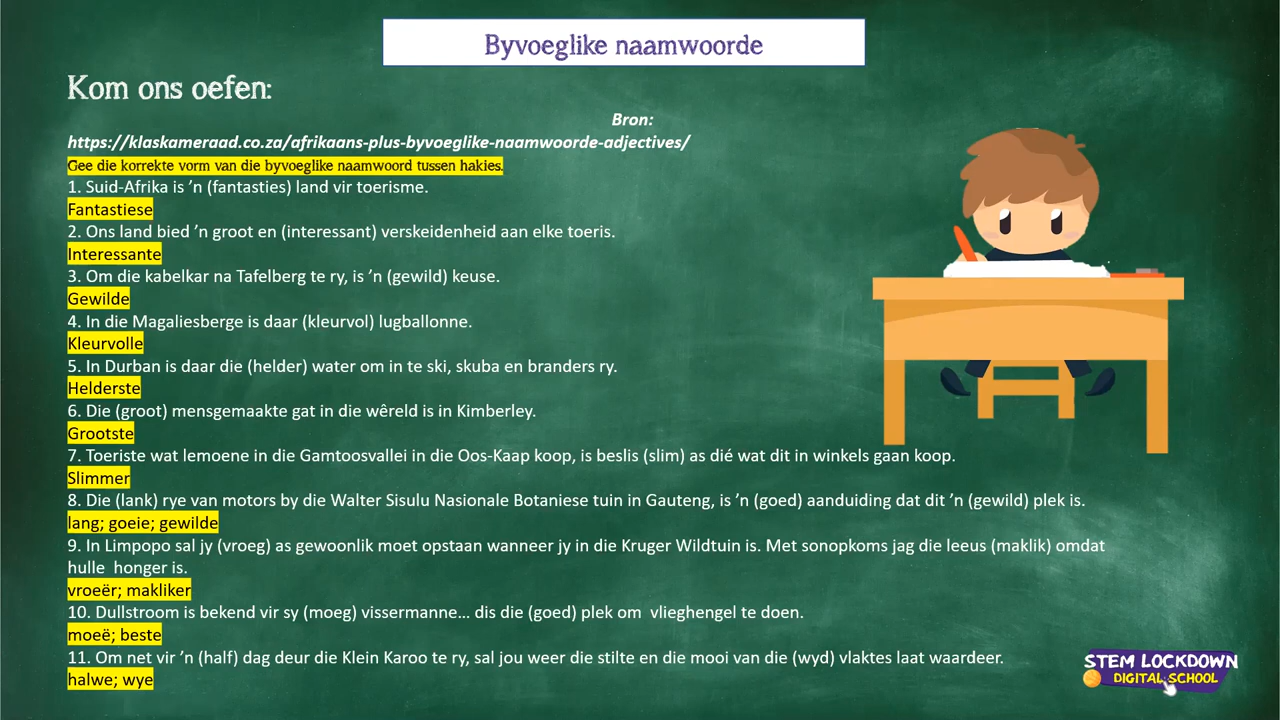 Byvoeglike naamwoorde
Kom ons oefen:
Bron:
https://klaskameraad.co.za/afrikaans-plus-byvoeglike-naamwoorde-adjectives/
Gee die korrekte vorm van die byvoeglike naamwoord tussen hakies.
1. Suid-Afrika is ’n (fantasties) land vir toerisme.
Fantastiese
2. Ons land bied ’n groot en (interessant) verskeidenheid aan elke toeris.
Interessante
3. Om die kabelkar na Tafelberg te ry, is ’n (gewild) keuse.
Gewilde
4. In die Magaliesberge is daar (kleurvol) lugballonne.
Kleurvolle
5. In Durban is daar die (helder) water om in te ski, skuba en branders ry.
Helderste
6. Die (groot) mensgemaakte gat in die wêreld is in Kimberley.
Grootste
7. Toeriste wat lemoene in die Gamtoosvallei in die Oos-Kaap koop, is beslis (slim) as dié wat dit in winkels gaan koop.
Slimmer
8. Die (lank) rye van motors by die Walter Sisulu Nasionale Botaniese tuin in Gauteng, is ’n (goed) aanduiding dat dit ’n (gewild) plek is.
lang; goeie; gewilde
9. In Limpopo sal jy (vroeg) as gewoonlik moet opstaan wanneer jy in die Kruger Wildtuin is. Met sonopkoms jag die leeus (maklik) omdat
hulle honger is.
vroeër; makliker
10. Dullstroom is bekend vir sy (moeg) vissermanne... dis die (goed) plek om vlieghengel te doen.
moeë; beste
11. Om net vir ’n (half) dag deur die Klein Karoo te ry, sal jou weer die stilte en die mooi van die (wyd) vlaktes laat waardeer.
halwe; wye
STEM LOCKDOWN
DIGITAL SCHOOL